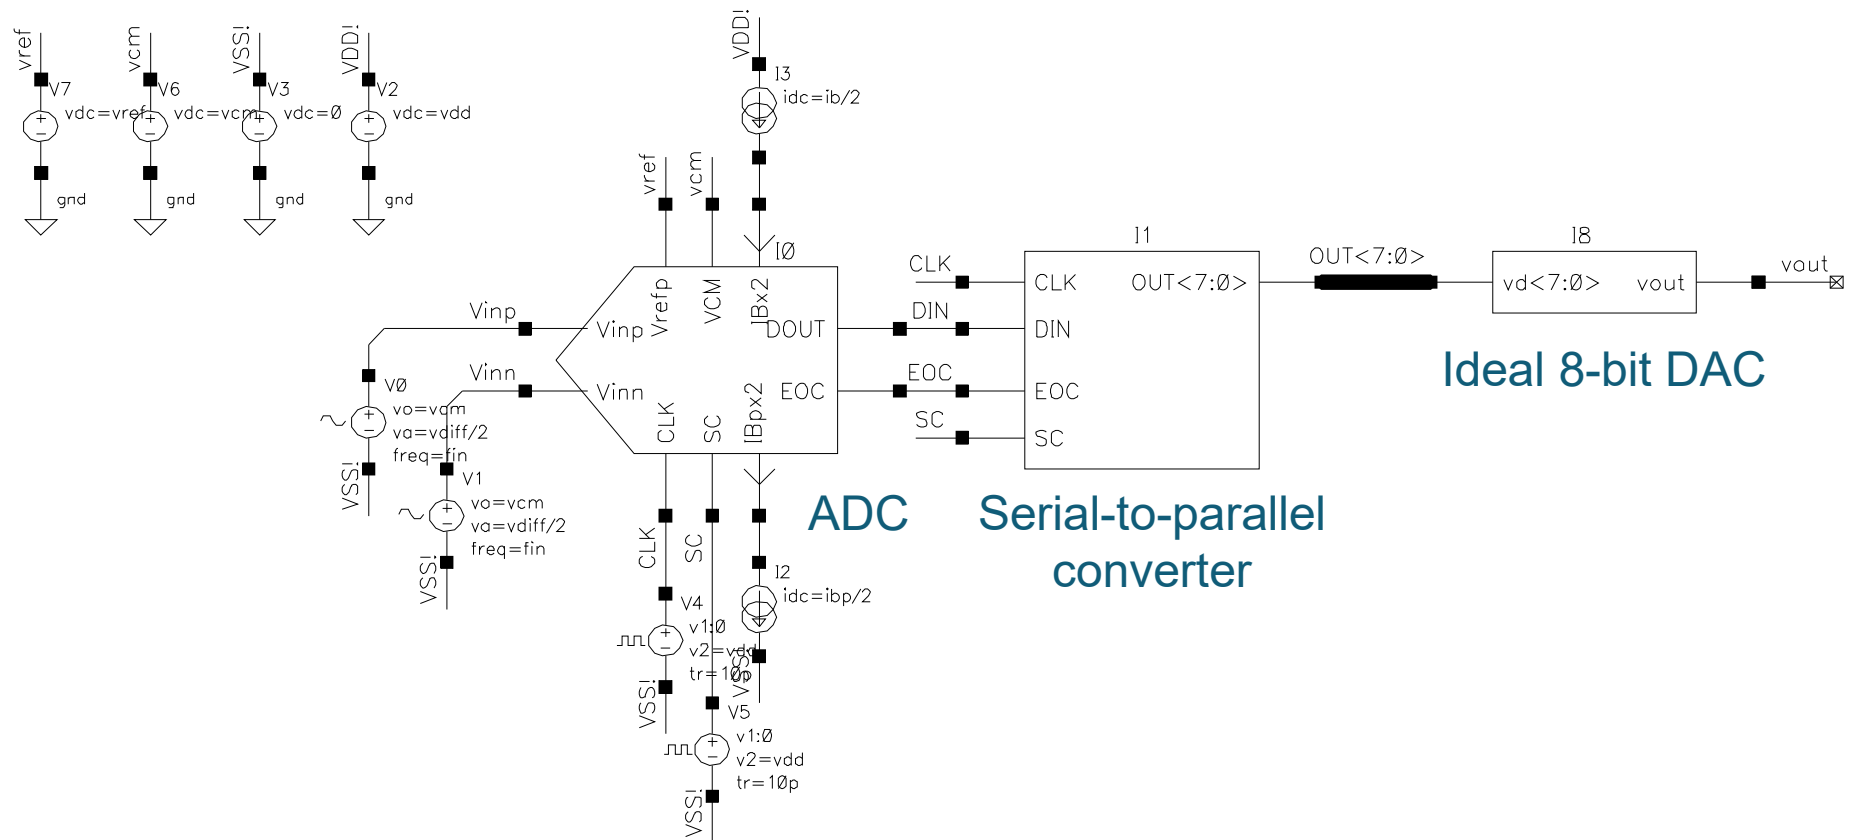 vref
vcm
VSS!
VDD!
V7
vdc=vref
V6
vdc=vcm
V3
vdc=0
V2
vdc=vdd
gnd
gnd
gnd
gnd
VDD!
I3
idc=ib/2
vref
vcm
I0
Vrefp
VCM
IBx2
Vinp
Vinp
DOUT
Vinn
Vinn
EOC
CLK
SC
IBpx2
V0
vo=vcm
va=vdiff/2
freq=fin
VSS!
V1
vo=vcm
va=vdiff/2
freq=fin
VSS!
CLK
SC
V4
v1:0
v2=vdd
tr=10p
VSS!
I2
idc=ibp/2
VSS!
V5
v1:0
v2=vdd
tr=10p
VSS!
ADC
DIN
EOC
I1
CLK
CLK
OUT<7:0>
DIN
EOC
SC
SC
Serial-to-parallel
converter
OUT<7:0>
I8
vd<7:0>
vout
vout
Ideal 8-bit DAC